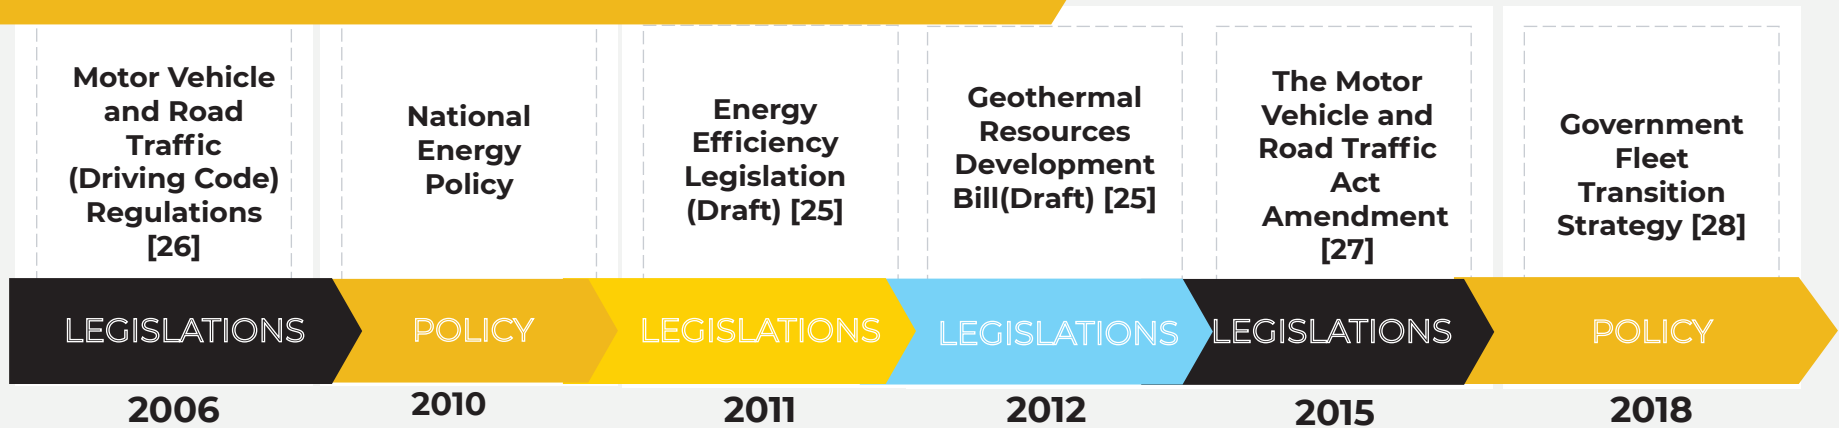 Motor Vehicle
and Road
Traffic
(Driving Code)
Regulations
[26]
National
Energy
Policy
Energy
Efficiency
Legislation
(Draft) [25]
Geothermal
Resources
Development
Bill(Draft) [25]
The Motor
Vehicle and
Road Traffic
Act
Amendment
[27]
Government
Fleet
Transition
Strategy [28]
LEGISLATIONS
POLICY
LEGISLATIONS
LEGISLATIONS
LEGISLATIONS
POLICY
2006
2010
2011
2012
2015
2018